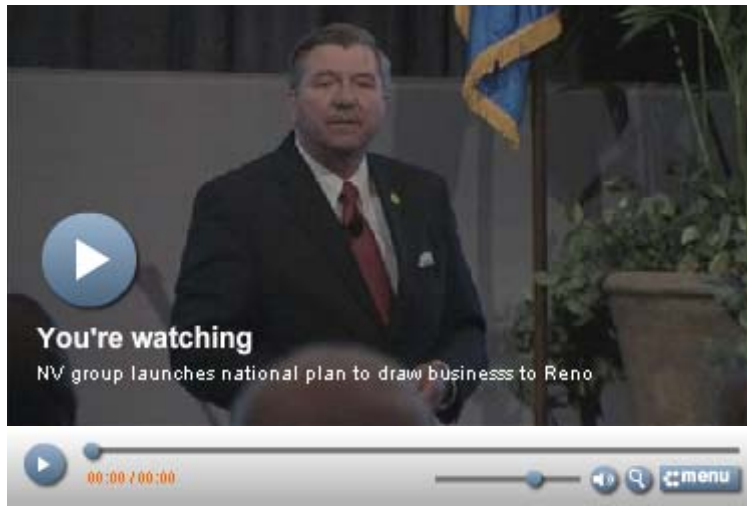 You're watching
NV group launches national plan to draw businesss to Reno
00:00 / 00:00
menu